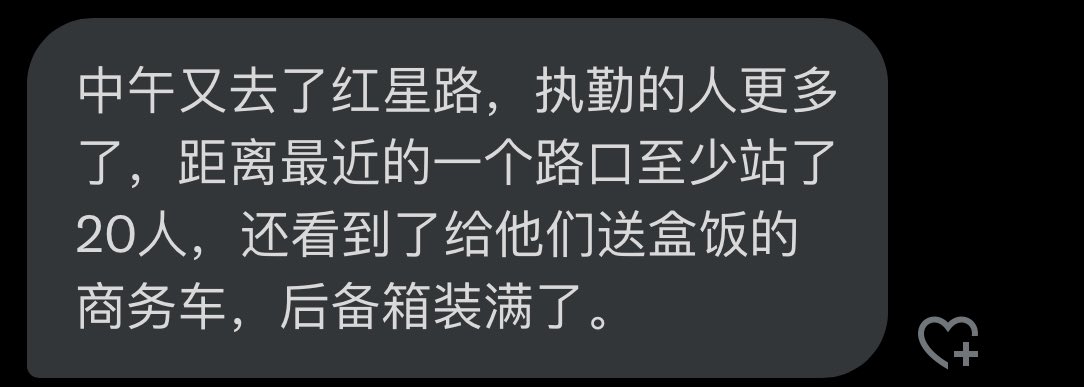 中午又去了红星路，执勤的人更多
了，距离最近的一个路口至少站了
20人，还看到了给他们送盒饭的
商务车，后备箱装满了。